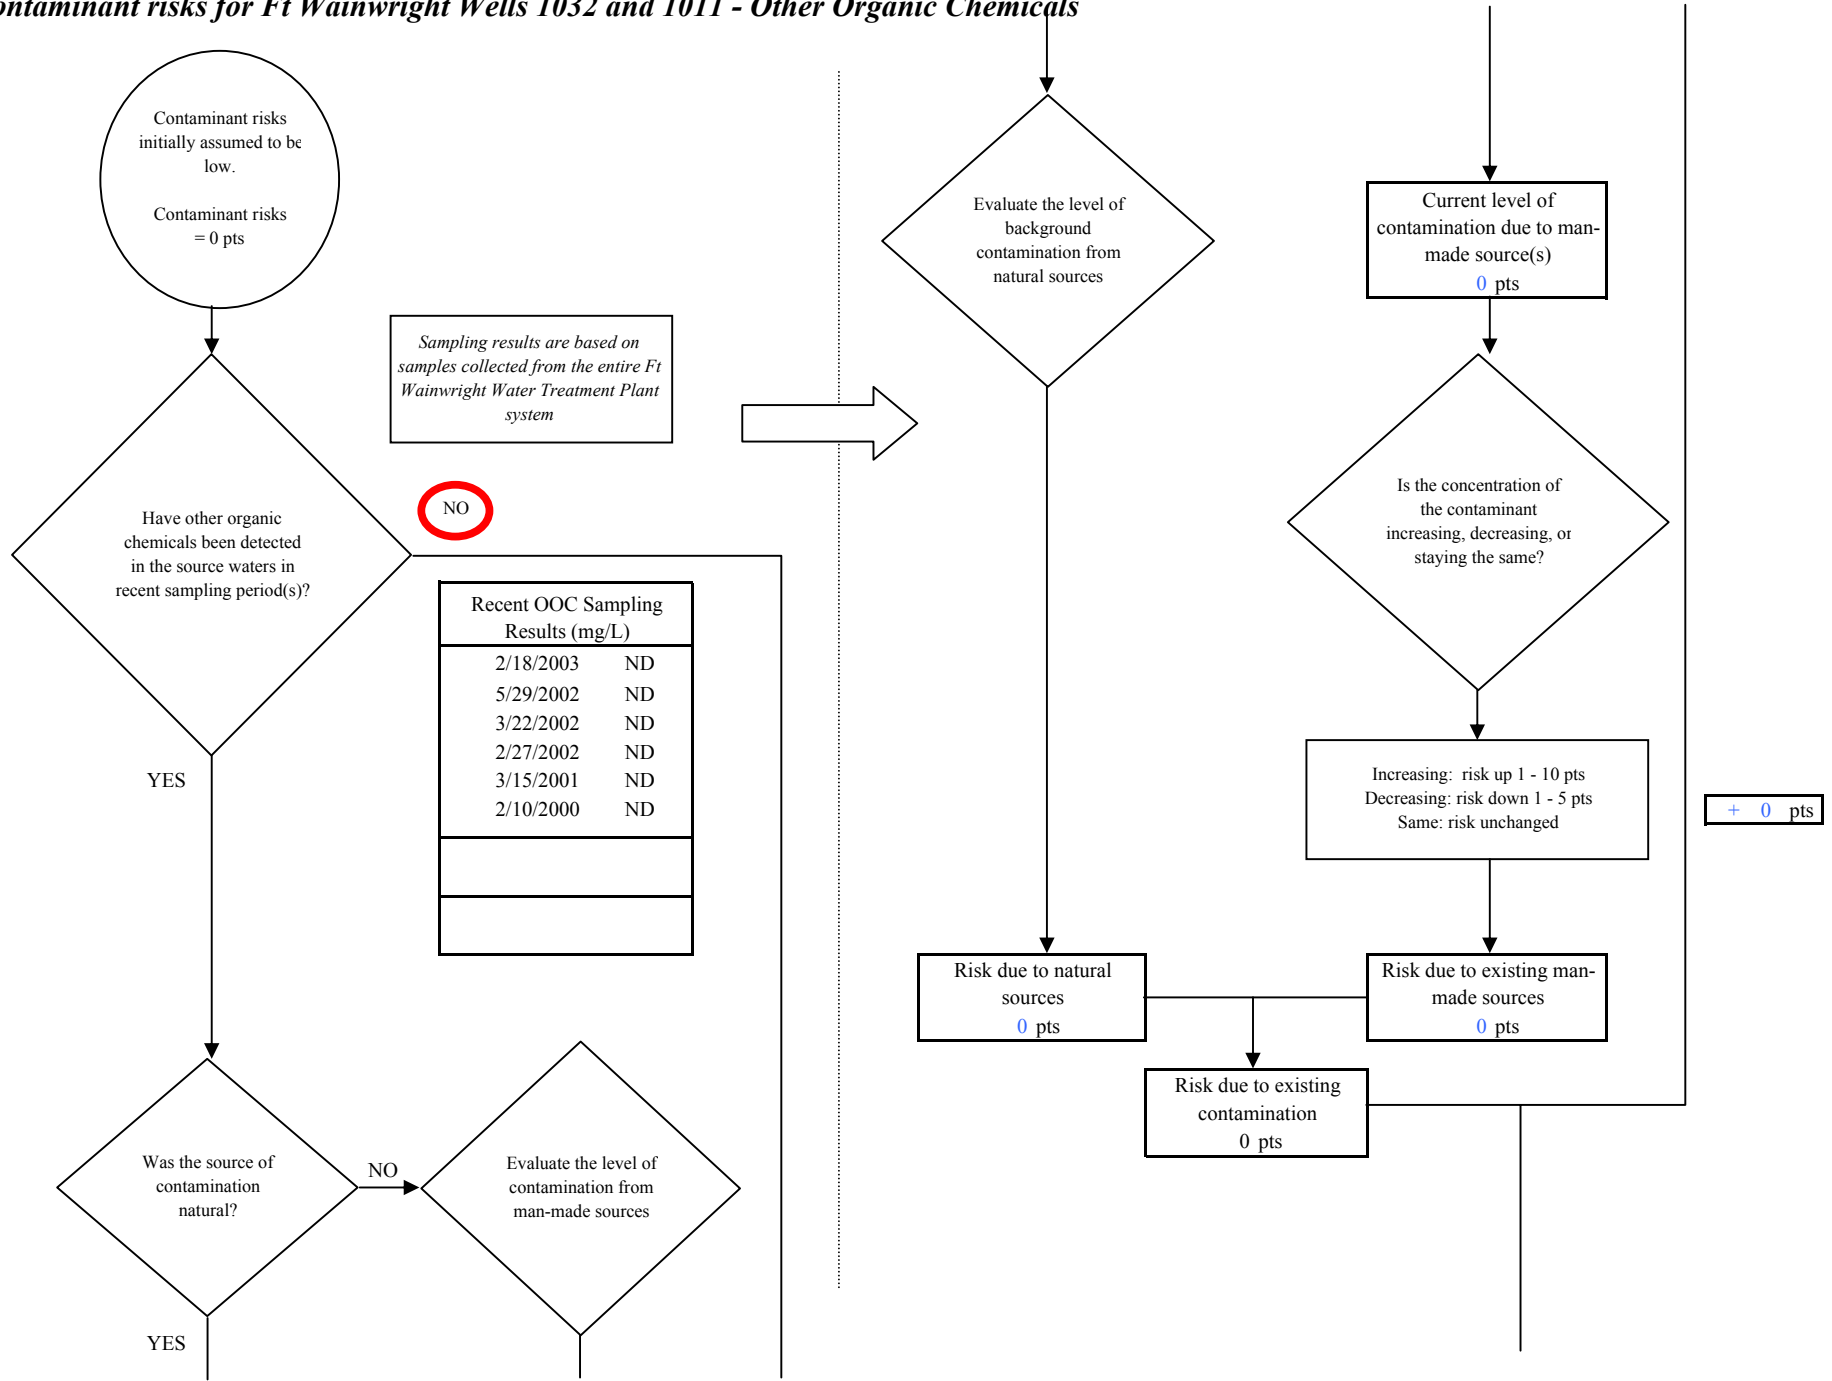 ontaminant risks for Ft Wainwright Wells 1032 and 1011 - Other Organic Chemicals
Contaminant risks
initially assumed to be
low.
Contaminant risks
= 0 pts
Sampling results are based on
samples collected from the entire Ft
Wainwright Water Treatment Plant
system
NO
Have other organic
chemicals been detected
in the source waters in
recent sampling period(s)?
Recent OOC Sampling
Results (mg/L)
2/18/2003 ND
5/29/2002 ND
3/22/2002 ND
2/27/2002 ND
3/15/2001 ND
2/10/2000 ND
YES
Was the source of
contamination
natural?
NO
Evaluate the level of
contamination from
man-made sources
YES
Evaluate the level of
background
contamination from
natural sources
Current level of
contamination due to man-
made source(s)
0 pts
Is the concentration of
the contaminant
increasing, decreasing, or
staying the same?
Increasing: risk up 1 - 10 pts
Decreasing: risk down 1 - 5 pts
Same: risk unchanged
+ 0 pts
Risk due to natural
sources
0 pts
Risk due to existing man-
made sources
0 pts
Risk due to existing
contamination
0 pts